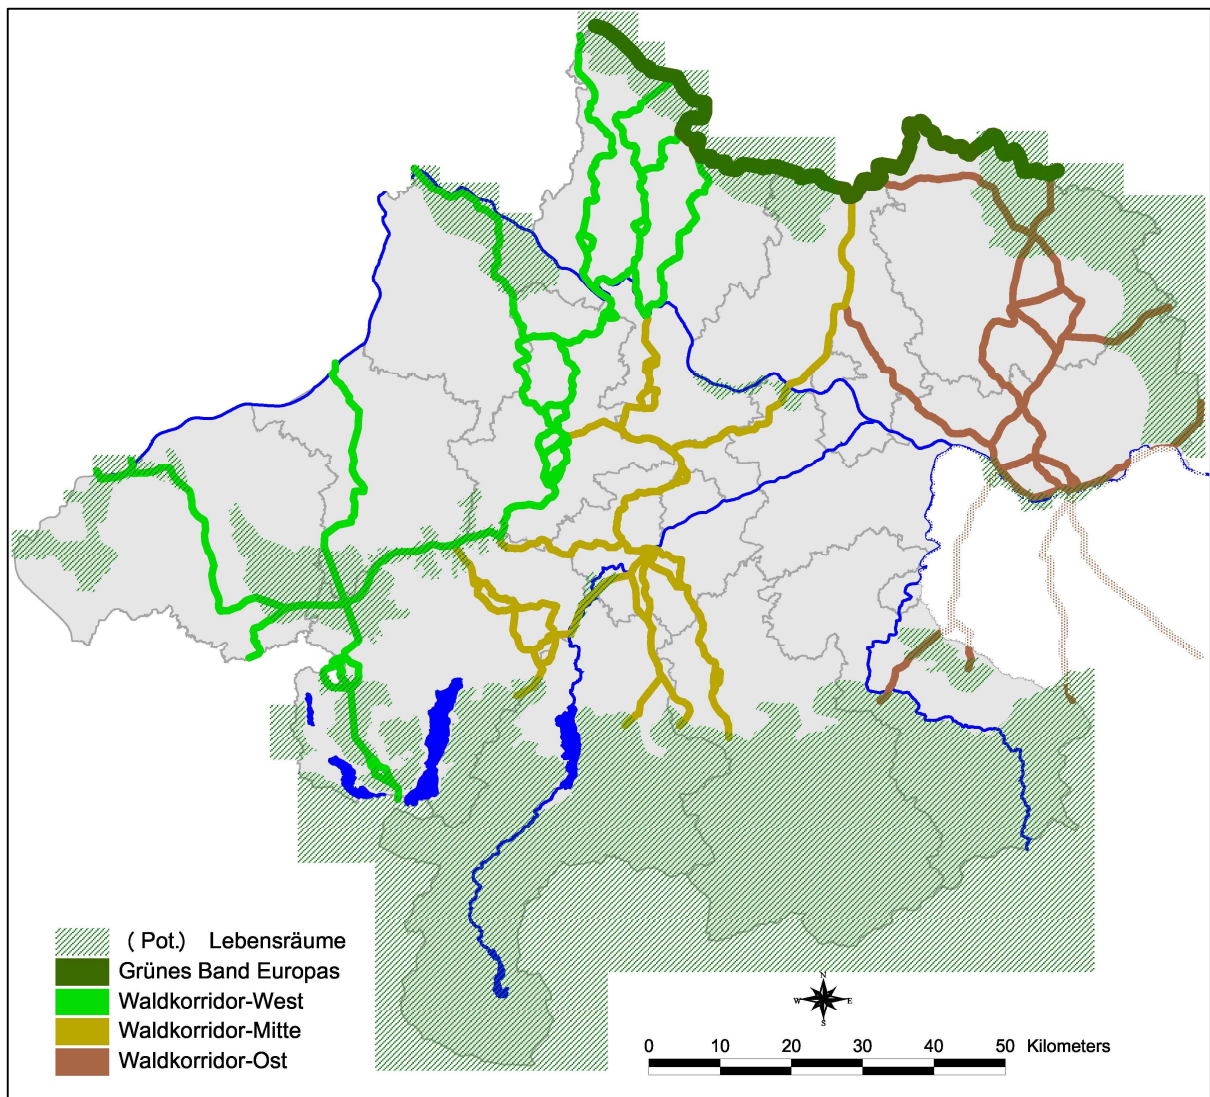 ( Pot.) Lebensräume
Grünes Band Europas
Waldkorridor-West
Waldkorridor-Mitte
Waldkorridor-Ost
N
W E
S
0 10 20 30 40 50 Kilometers